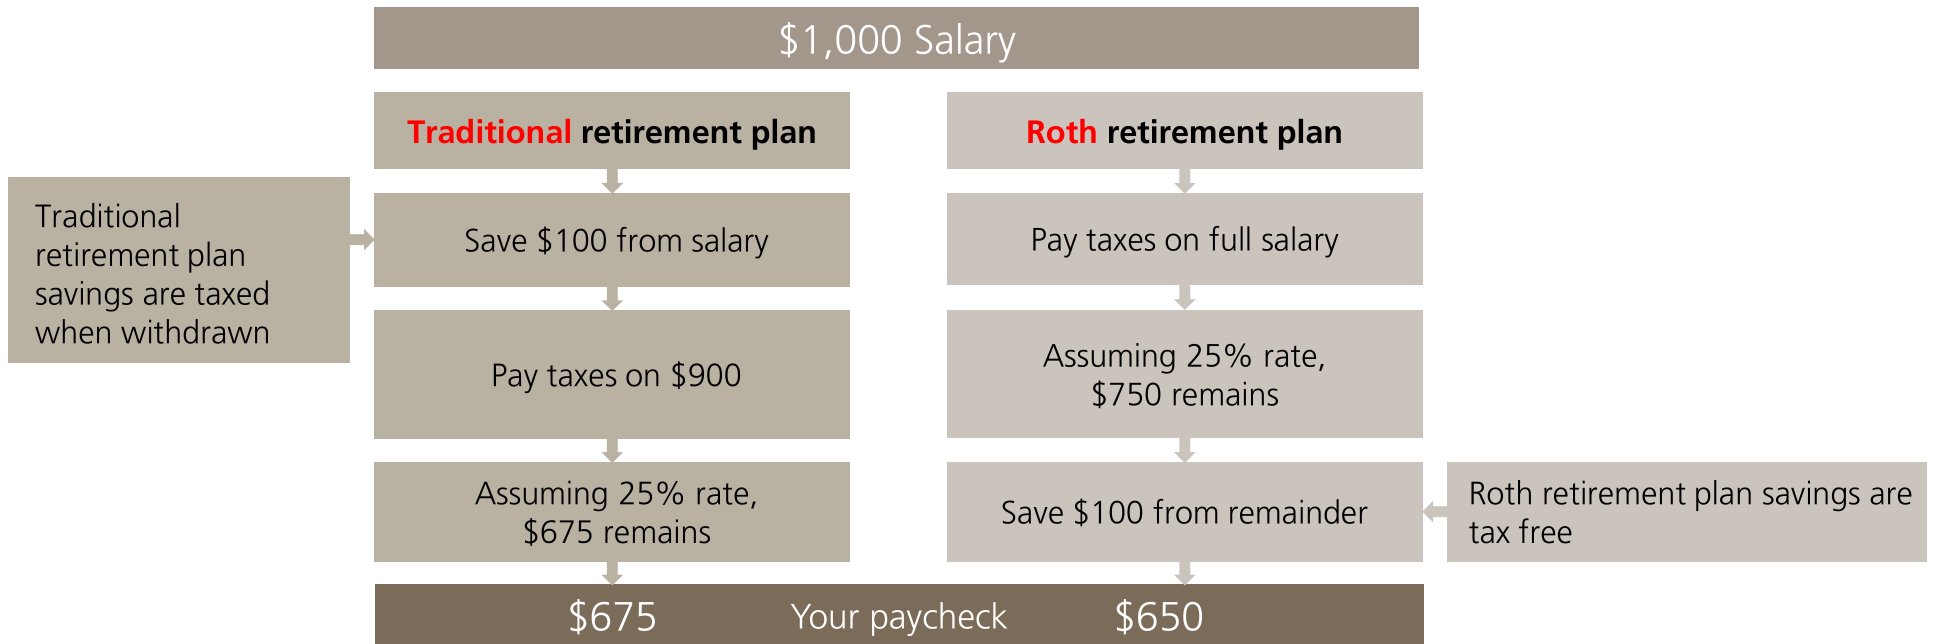 $1,000 Salary
Traditional retirement plan
Roth retirement plan
Traditional
retirement plan
savings are taxed
when withdrawn
Save $100 from salary
Pay taxes on full salary
Pay taxes on $900
Assuming 25% rate,
$750 remains
Assuming 25% rate,
$675 remains
Save $100 from remainder
Roth retirement plan savings are
tax free
$675 Your paycheck $650